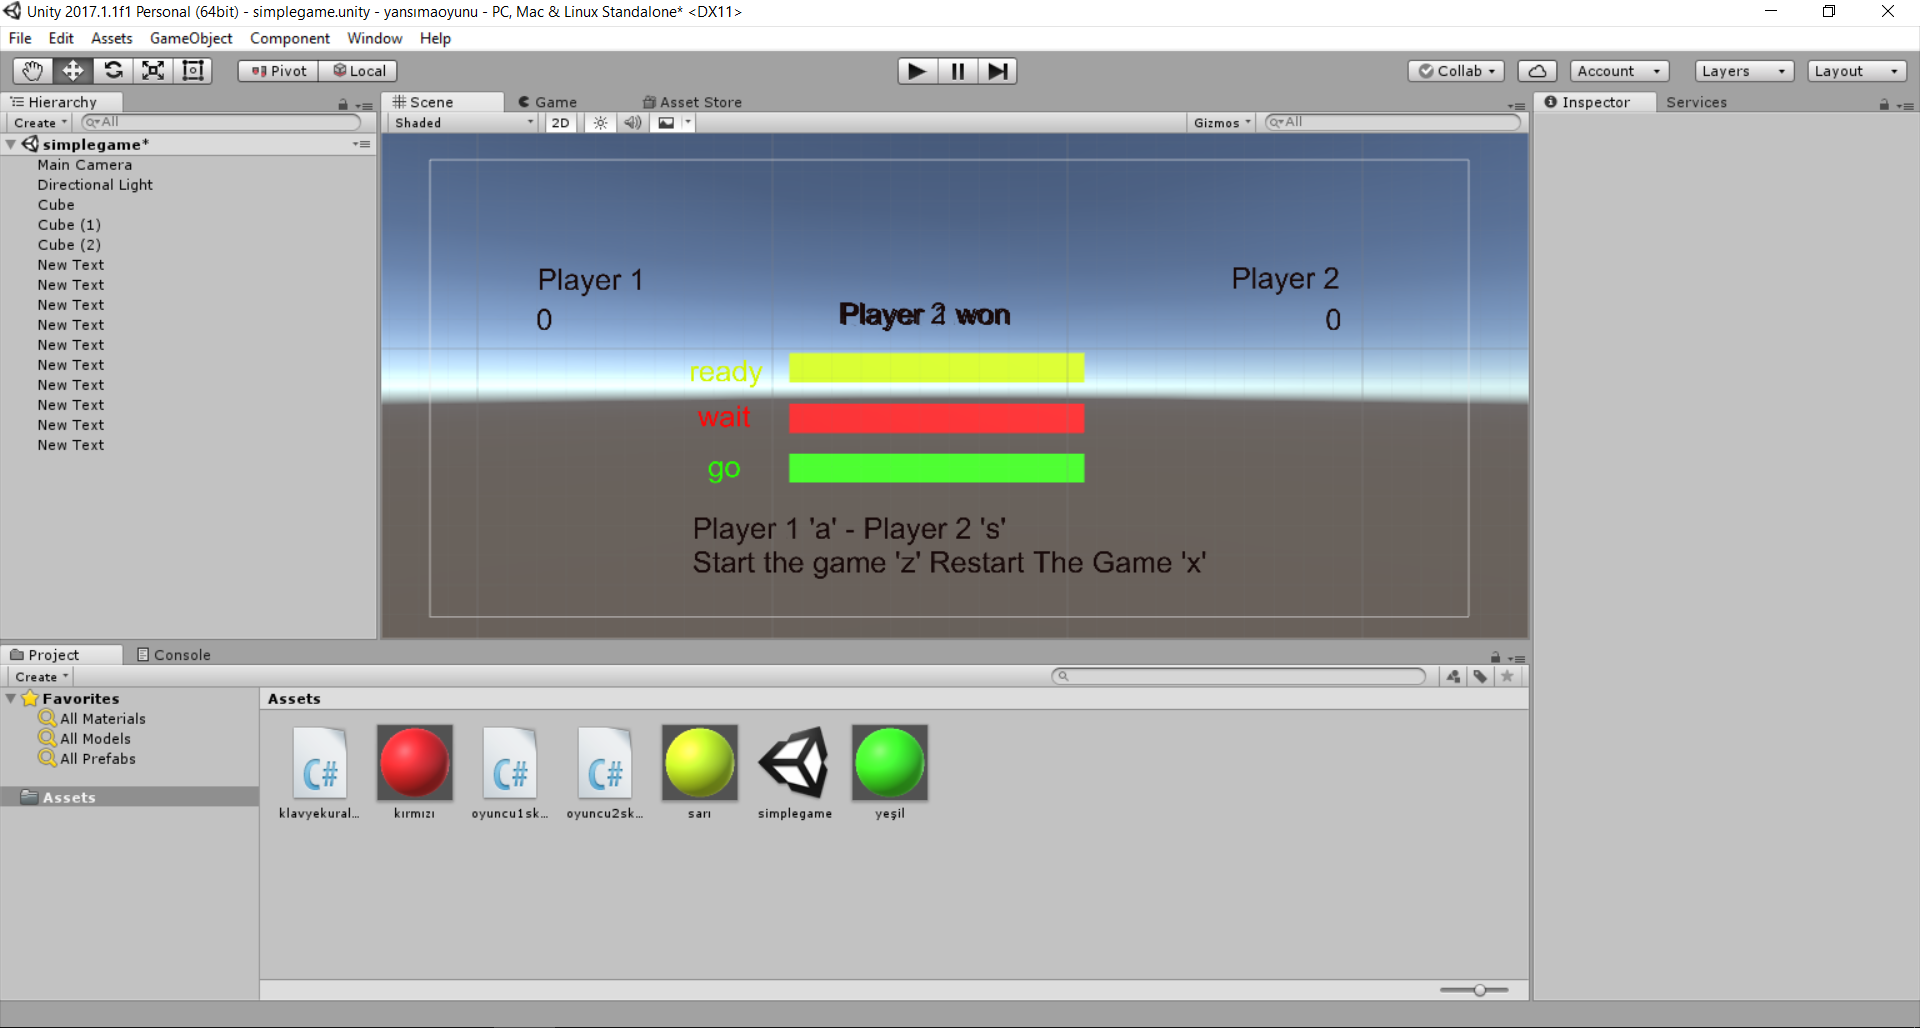 Unity 2017.1.1f1 Personal (64bit) - simplegame.unity - yansımaoyunu - PC, Mac & Linux Standalone* <DX11>
File Edit Assets GameObject Component Window Help
Pivot Local Collab Account Layers Layout
Hierarchy
Create All
simplegame*
Main Camera
Directional Light
Cube
Cube (1)
Cube (2)
New Text
New Text
New Text
New Text
New Text
New Text
New Text
New Text
New Text
New Text
Scene Game Asset Store
Shaded 2D Gizmos All
Player 1
0
Player 2
0
Player won
ready
wait
go
Player 1 'a' - Player 2 's'
Start the game 'z' Restart The Game 'x'
Inspector Services
Project Console
Create
Favorites
All Materials
All Models
All Prefabs
Assets
Assets
C# C# C#
klavyekural... kırmızı oyuncu1sk... oyuncu2sk... sarı simplegame yeşil